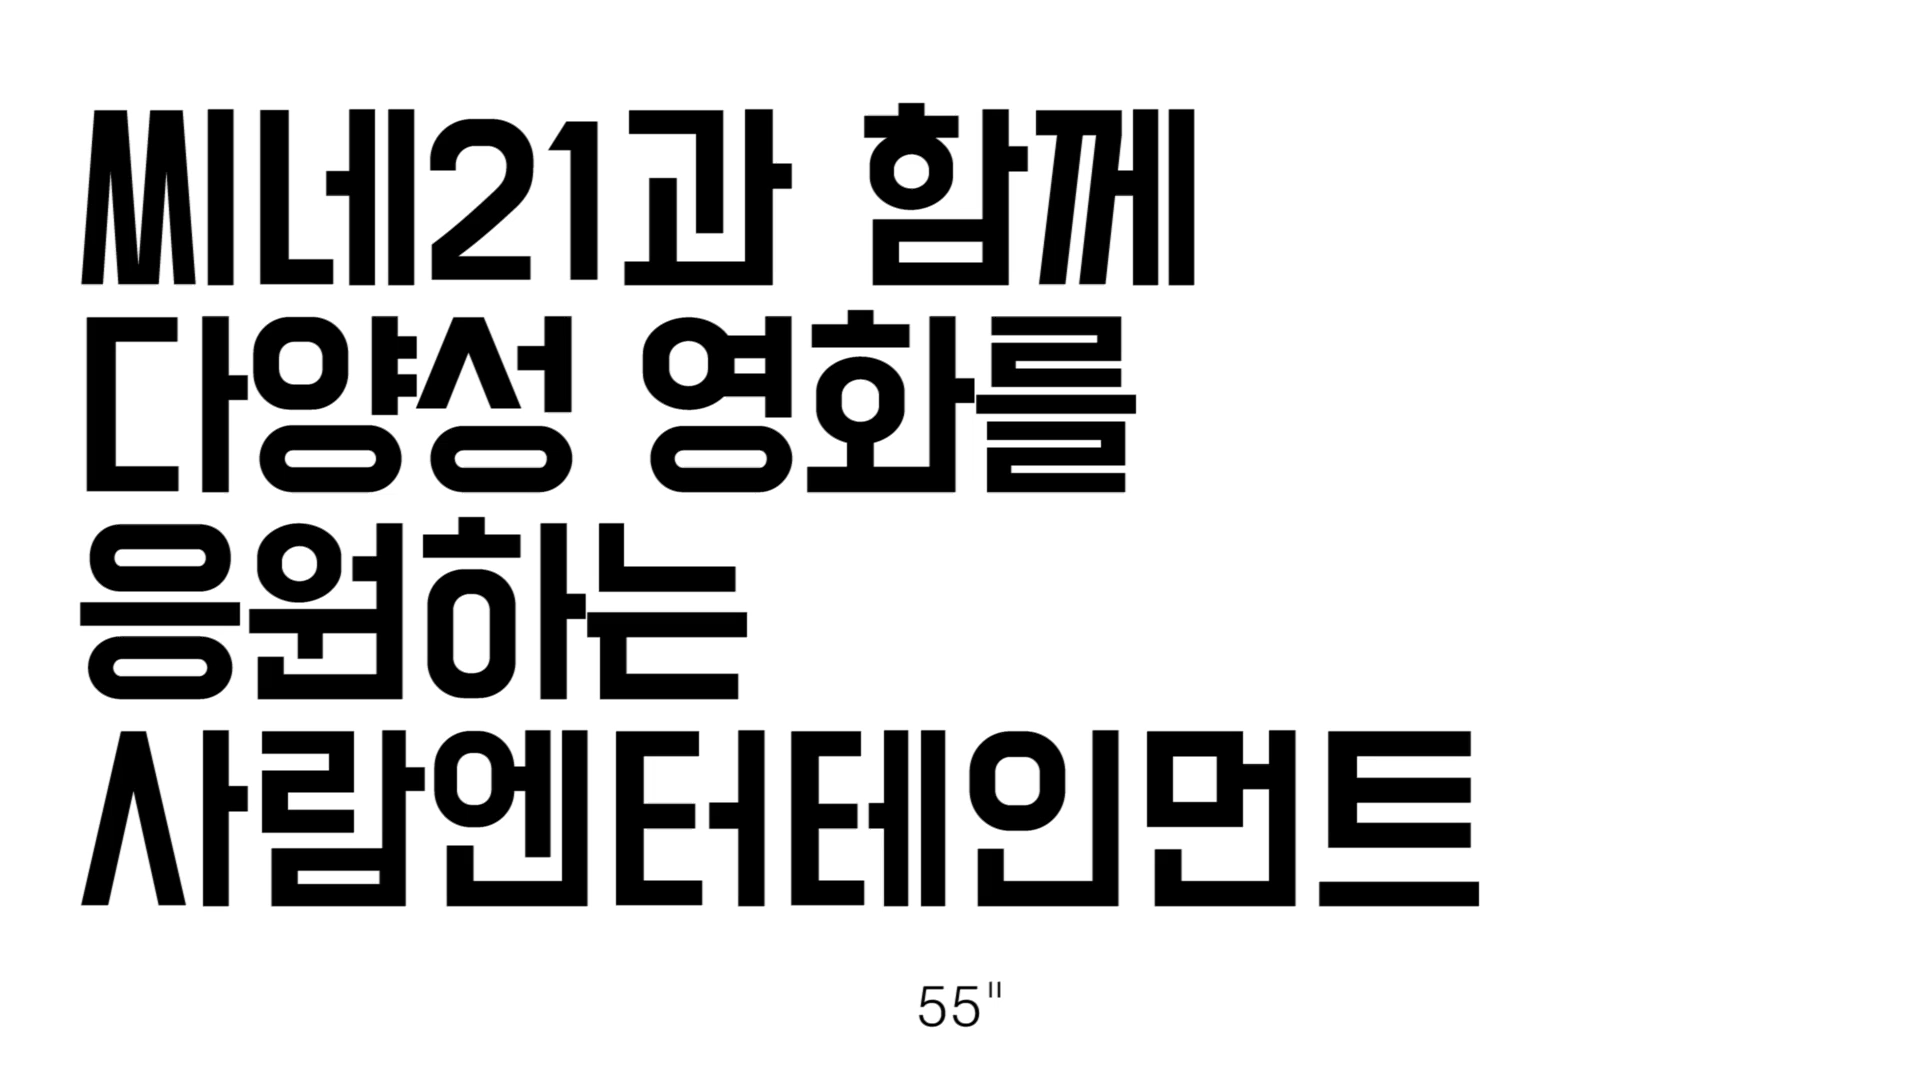 씨네21과 함께
다양성 영화를
응원하는
사람엔터테인먼트
55"